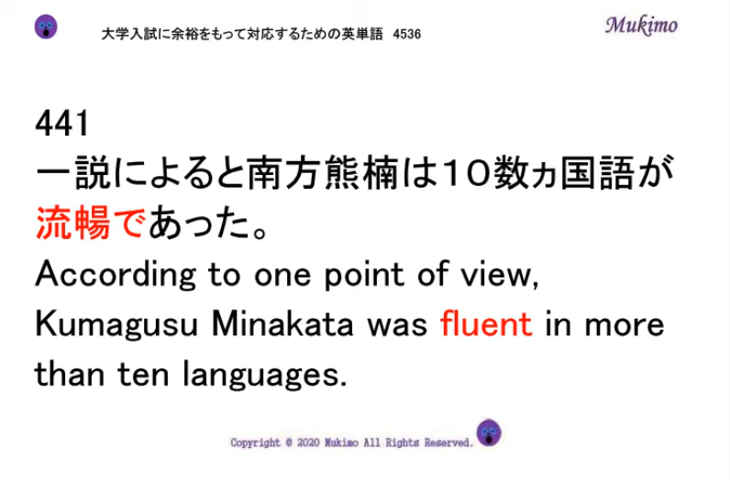 大学入試に余裕をもって対応するための英単語 4536
Mukimo
441
一説によると南方熊楠は１０数ヵ国語が
流暢であった。
According to one point of view,
Kumagusu Minakata was fluent in more
than ten languages.
Copyright © 2020 Mukimo All Rights Reserved.